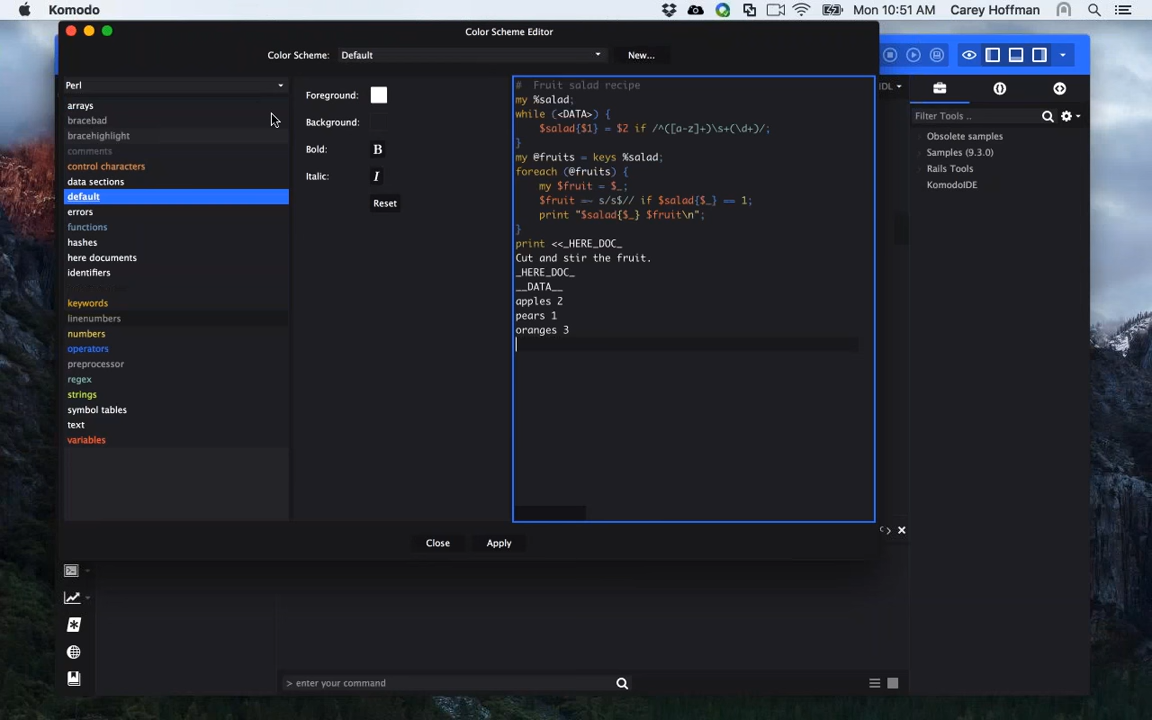 Komodo
Mon 10:51 AM
Carey Hoffman
Color Scheme Editor
Color Scheme:
Default
New...
Perl
arrays
bracebad
bracehighlight
comments
control characters
data sections
default
errors
functions
hashes
here documents
identifiers
keywords
linenumbers
numbers
operators
preprocessor
regex
strings
symbol tables
text
variables
Foreground:
Background:
Bold:
B
Italic:
I
Reset
#  Fruit salad recipe
my %salad;
while (<DATA>) {
    $salad{$1} = $2 if /^([a-z]+)\s+(\d+)/;
}
my @fruits = keys %salad;
foreach (@fruits) {
    my $fruit = $_;
    $fruit =~ s/s$// if $salad{$_} == 1;
    print "$salad{$_} $fruit\n";
}
print <<_HERE_DOC_
Cut and stir the fruit.
_HERE_DOC_
__DATA__
apples 2
pears 1
oranges 3
Close
Apply
IDL
Filter Tools ..
Obsolete samples
Samples (9.3.0)
Rails Tools
KomodoIDE
> enter your command